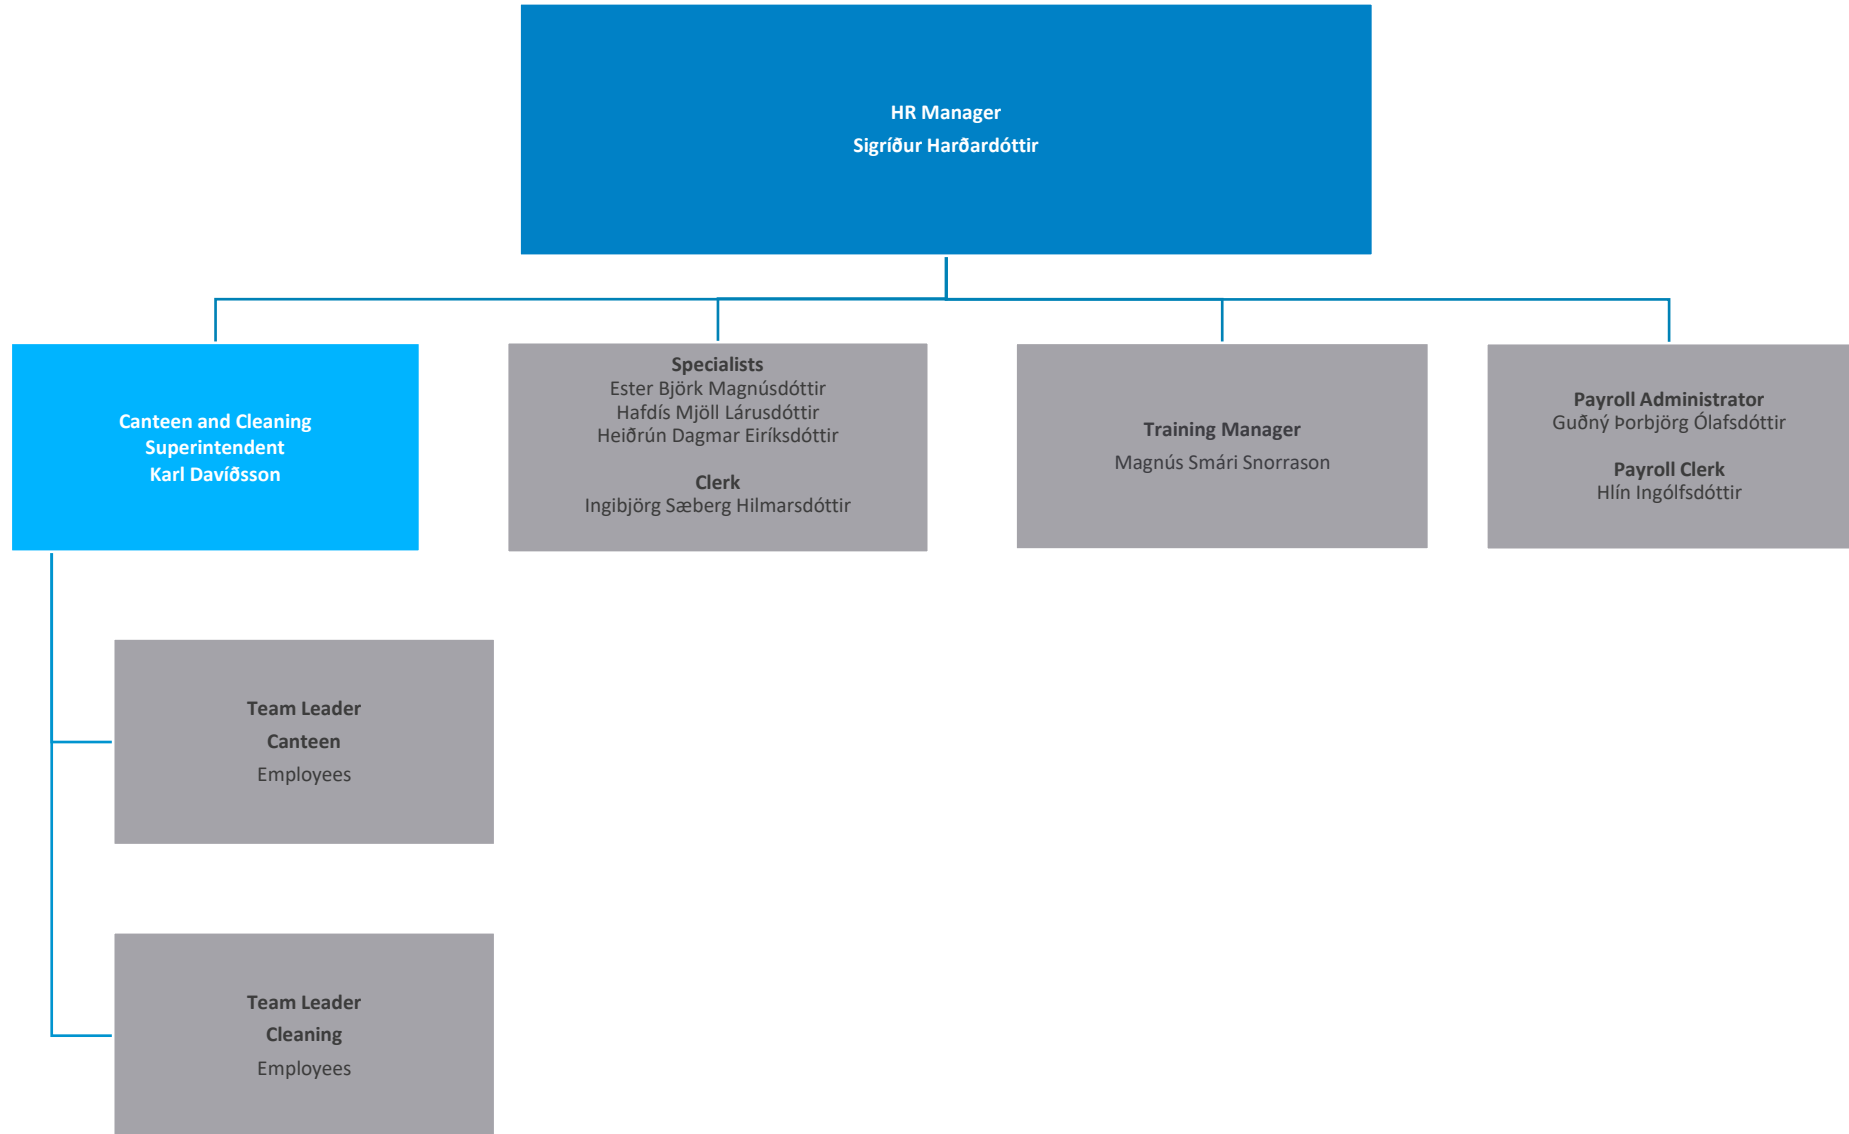 HR Manager
Sigríður Harðardóttir
Canteen and Cleaning
Superintendent
Karl Davíðsson
Specialists
Ester Björk Magnúsdóttir
Hafdís Mjöll Lárusdóttir
Heiðrún Dagmar Eiríksdóttir
Clerk
Ingibjörg Sæberg Hilmarsdóttir
Training Manager
Magnús Smári Snorrason
Payroll Administrator
Guðný Þorbjörg Ólafsdóttir
Payroll Clerk
Hlín Ingólfsdóttir
Team Leader
Canteen
Employees
Team Leader
Cleaning
Employees